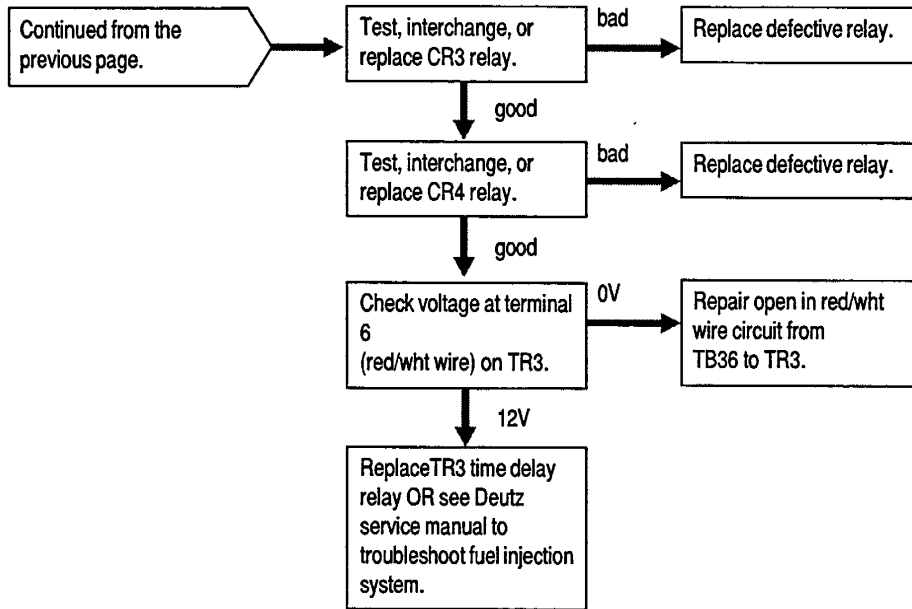 Continued from the
previous page.
Test, interchange, or
replace CR3 relay.
bad
Replace defective relay.
good
Test, interchange, or
replace CR4 relay.
bad
Replace defective relay.
good
Check voltage at terminal
6
(red/wht wire) on TR3.
0V
Repair open in red/wht
wire circuit from
TB36 to TR3.
12V
ReplaceTR3 time delay
relay OR see Deutz
service manual to
troubleshoot fuel injection
system.